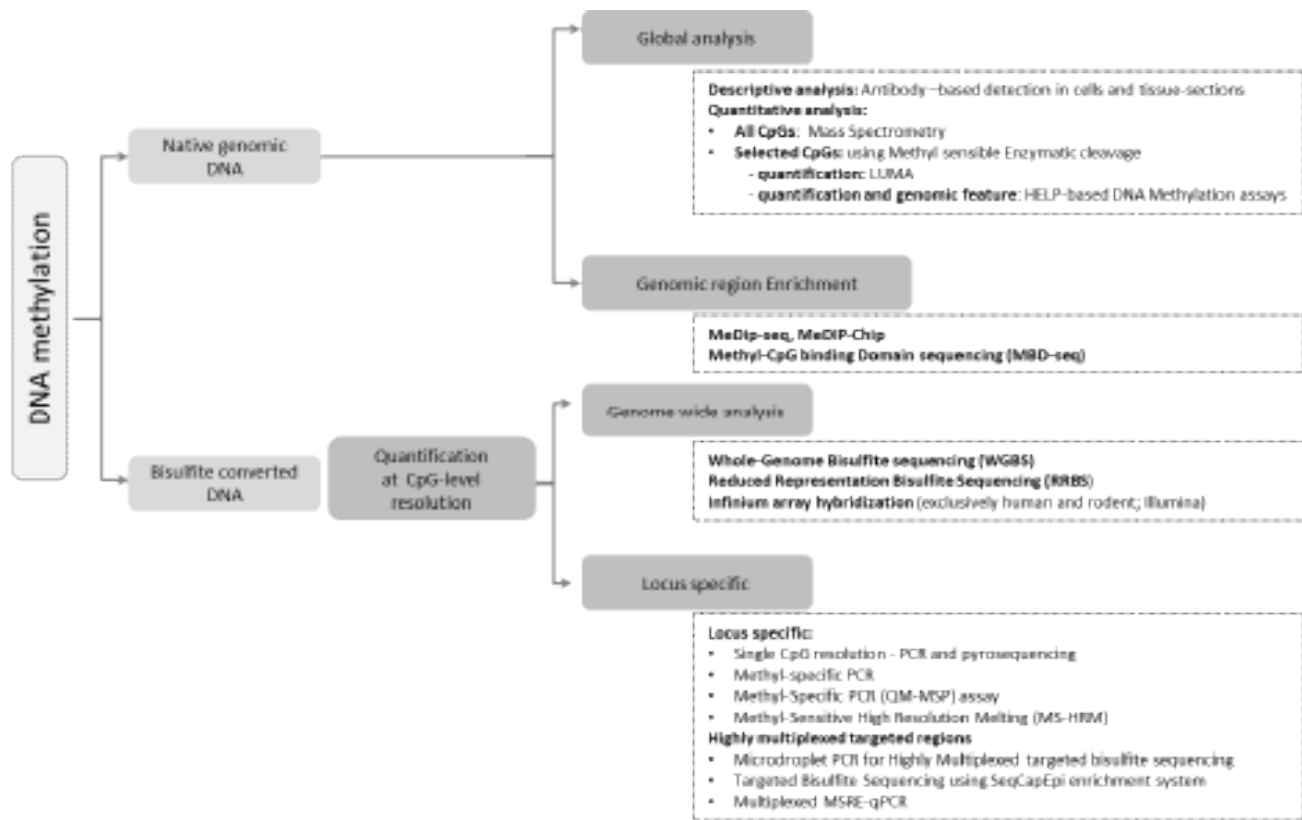 DNA methylation
Native genomic
DNA
Global analysis
Descriptive analysis: Antibody –based detection in cells and tissue-sections
Quantitative analysis:
• All CpGs: Mass Spectrometry
• Selected CpGs: using Methyl sensible Enzymatic cleavage
- quantification: LUMA
- quantification and genomic feature: HELP-based DNA Methylation assays
Genomic region Enrichment
MeDip-seq, MeDIP-Chip
Methyl-CpG binding Domain sequencing (MBD-seq)
Bisulfite converted
DNA
Quantification
at CpG-level
resolution
Genome wide analysis
Whole-Genome Bisulfite sequencing (WGBS)
Reduced Representation Bisulfite Sequencing (RRBS)
Infinium array hybridization (exclusively human and rodent; Illumina)
Locus specific
Locus specific:
• Single CpG resolution - PCR and pyrosequencing
• Methyl-specific PCR
• Methyl-Specific PCR (QM-MSP) assay
• Methyl-Sensitive High Resolution Melting (MS-HRM)
Highly multiplexed targeted regions
• Microdroplet PCR for Highly Multiplexed targeted bisulfite sequencing
• Targeted Bisulfite Sequencing using SeqCapEpi enrichment system
• Multiplexed MSRE-qPCR